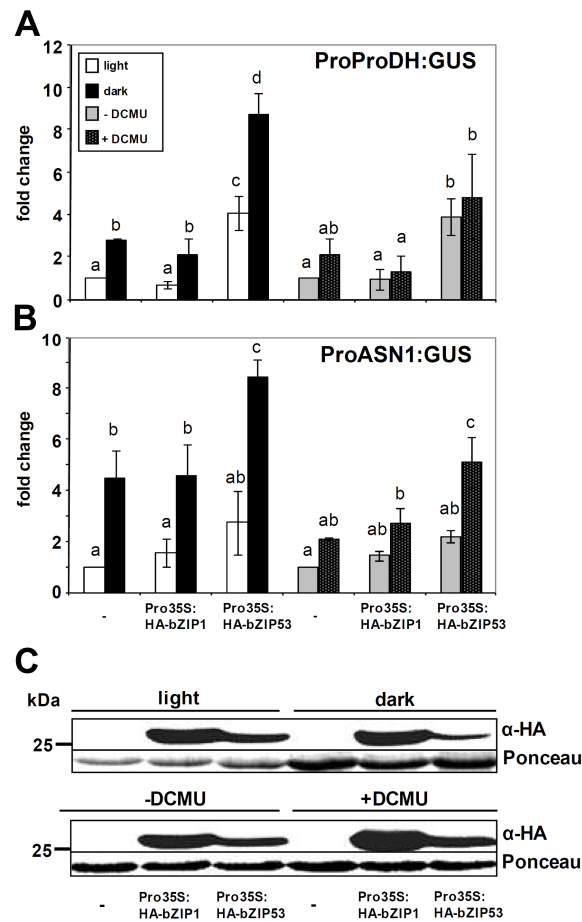 A
12
10
8
6
4
2
0
fold change
light
dark
- DCMU
+ DCMU
ProProDH:GUS
a b a b c d a ab a a b b
B
10
8
6
4
2
0
fold change
ProASN1:GUS
a b a b ab c a ab ab b ab c
- Pro35S:HA-bZIP1 Pro35S:HA-bZIP53 - Pro35S:HA-bZIP1 Pro35S:HA-bZIP53
C
kDa light dark
25 α-HA
Ponceau
-DCMU +DCMU
25 α-HA
Ponceau
- Pro35S: Pro35S: - Pro35S: Pro35S:
HA-bZIP1 HA-bZIP53 HA-bZIP1 HA-bZIP53